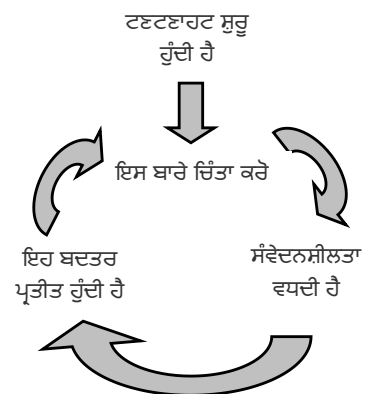 ਟਣਟਣਾਹਟ ਸ਼ੁਰੂ
ਹੁੰਦੀ ਹੈ
ਇਸ ਬਾਰੇ ਚਿੰਤਾ ਕਰੋ
ਸੰਵੇਦਨਸ਼ੀਲਤਾ
ਵਧਦੀ ਹੈ
ਇਹ ਬਦਤਰ
ਪ੍ਰਤੀਤ ਹੁੰਦੀ ਹੈ